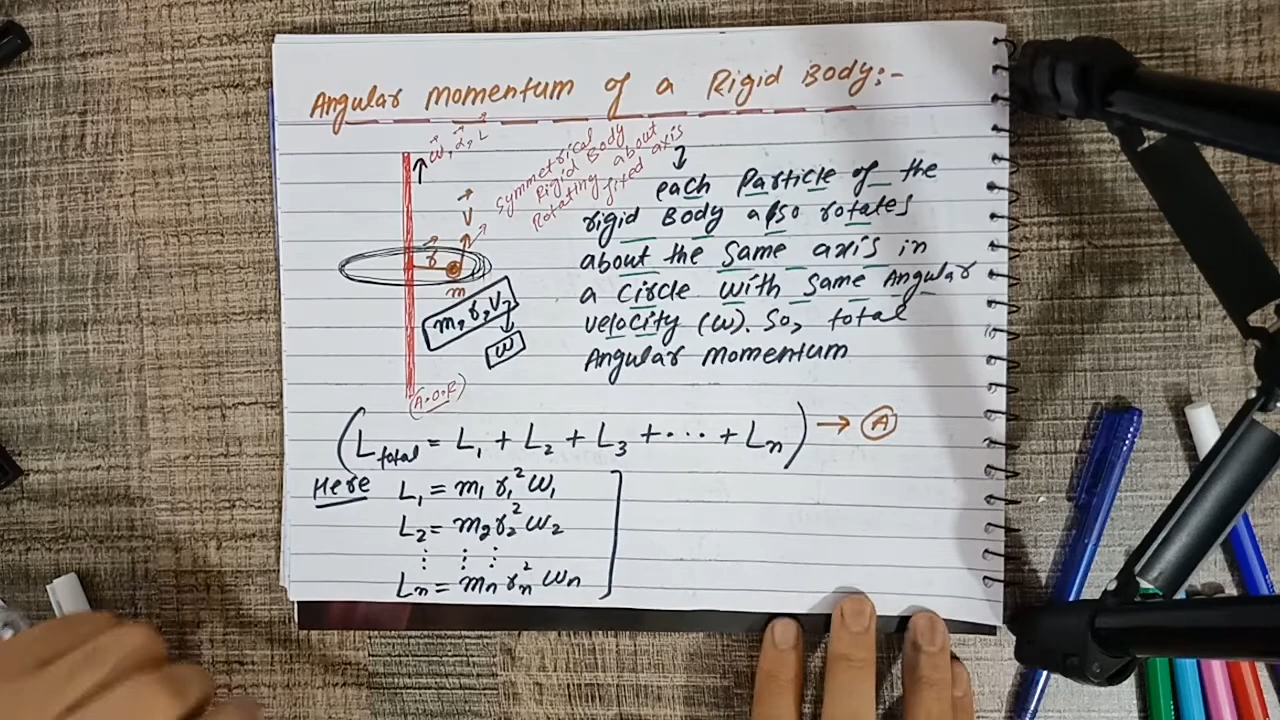 Angular Momentum of a Rigid Body:-
ω⃗, α⃗, L⃗
Symmetrical
Rigid Body
Rotating about
fixed axis
v⃗
r⃗
m
m, r, v
ω
(A.O.R)
each Particle of the
rigid Body also rotates
about the same axis in
a circle with same Angular
velocity (ω). So, total
Angular momentum
(L_total = L₁ + L₂ + L₃ + ... + Lₙ) → Ⓐ
Here L₁ = m₁ r₁² ω₁
L₂ = m₂ r₂² ω₂
⋮ ⋮ ⋮
Lₙ = mₙ rₙ² ωₙ